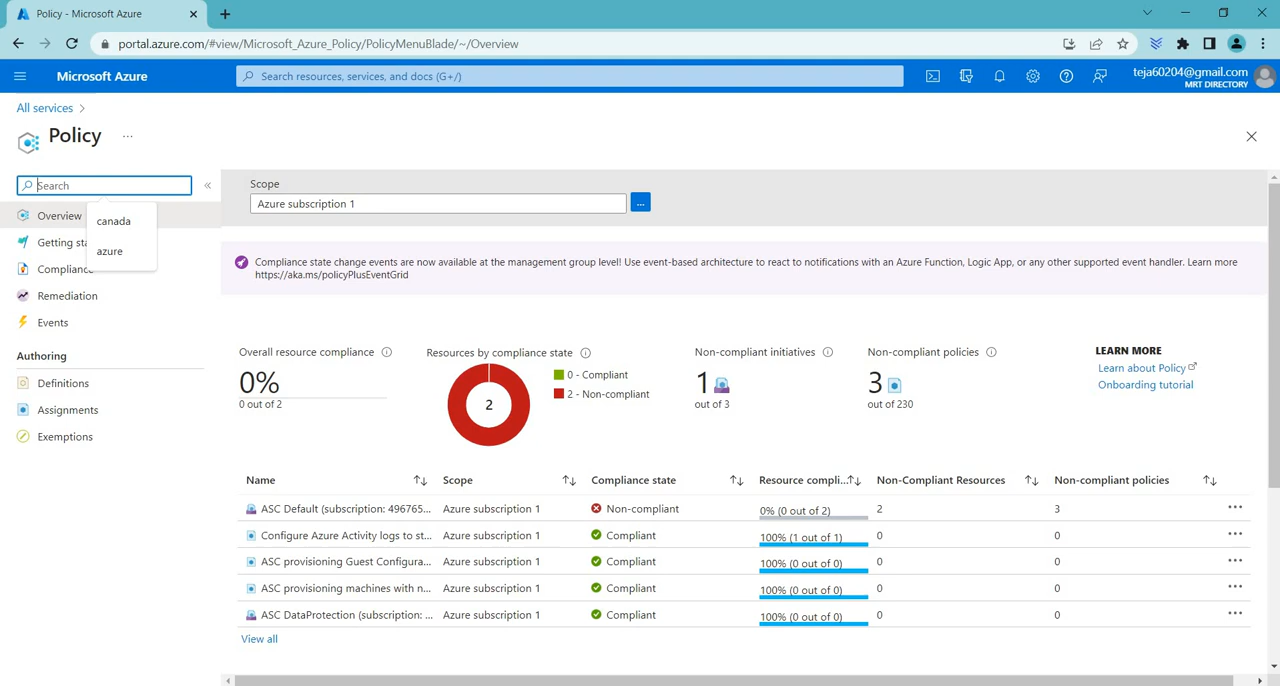 Policy - Microsoft Azure
portal.azure.com/#view/Microsoft_Azure_Policy/PolicyMenuBlade/~/Overview
Microsoft Azure
Search resources, services, and docs (G+/)
teja60204@gmail.com
MRT DIRECTORY
All services
Policy
...
Search
canada
azure
Overview
Getting sta
Compliance
Remediation
Events
Authoring
Definitions
Assignments
Exemptions
Scope
Azure subscription 1
...
Compliance state change events are now available at the management group level! Use event-based architecture to react to notifications with an Azure Function, Logic App, or any other supported event handler. Learn more
https://aka.ms/policyPlusEventGrid
Overall resource compliance
0%
0 out of 2
Resources by compliance state
2
0 - Compliant
2 - Non-compliant
Non-compliant initiatives
1
out of 3
Non-compliant policies
3
out of 230
LEARN MORE
Learn about Policy
Onboarding tutorial
Name Scope Compliance state Resource compli... Non-Compliant Resources Non-compliant policies
ASC Default (subscription: 496765... Azure subscription 1 Non-compliant 0% (0 out of 2) 2 3 ...
Configure Azure Activity logs to st... Azure subscription 1 Compliant 100% (1 out of 1) 0 0 ...
ASC provisioning Guest Configura... Azure subscription 1 Compliant 100% (0 out of 0) 0 0 ...
ASC provisioning machines with n... Azure subscription 1 Compliant 100% (0 out of 0) 0 0 ...
ASC DataProtection (subscription: ... Azure subscription 1 Compliant 100% (0 out of 0) 0 0 ...
View all